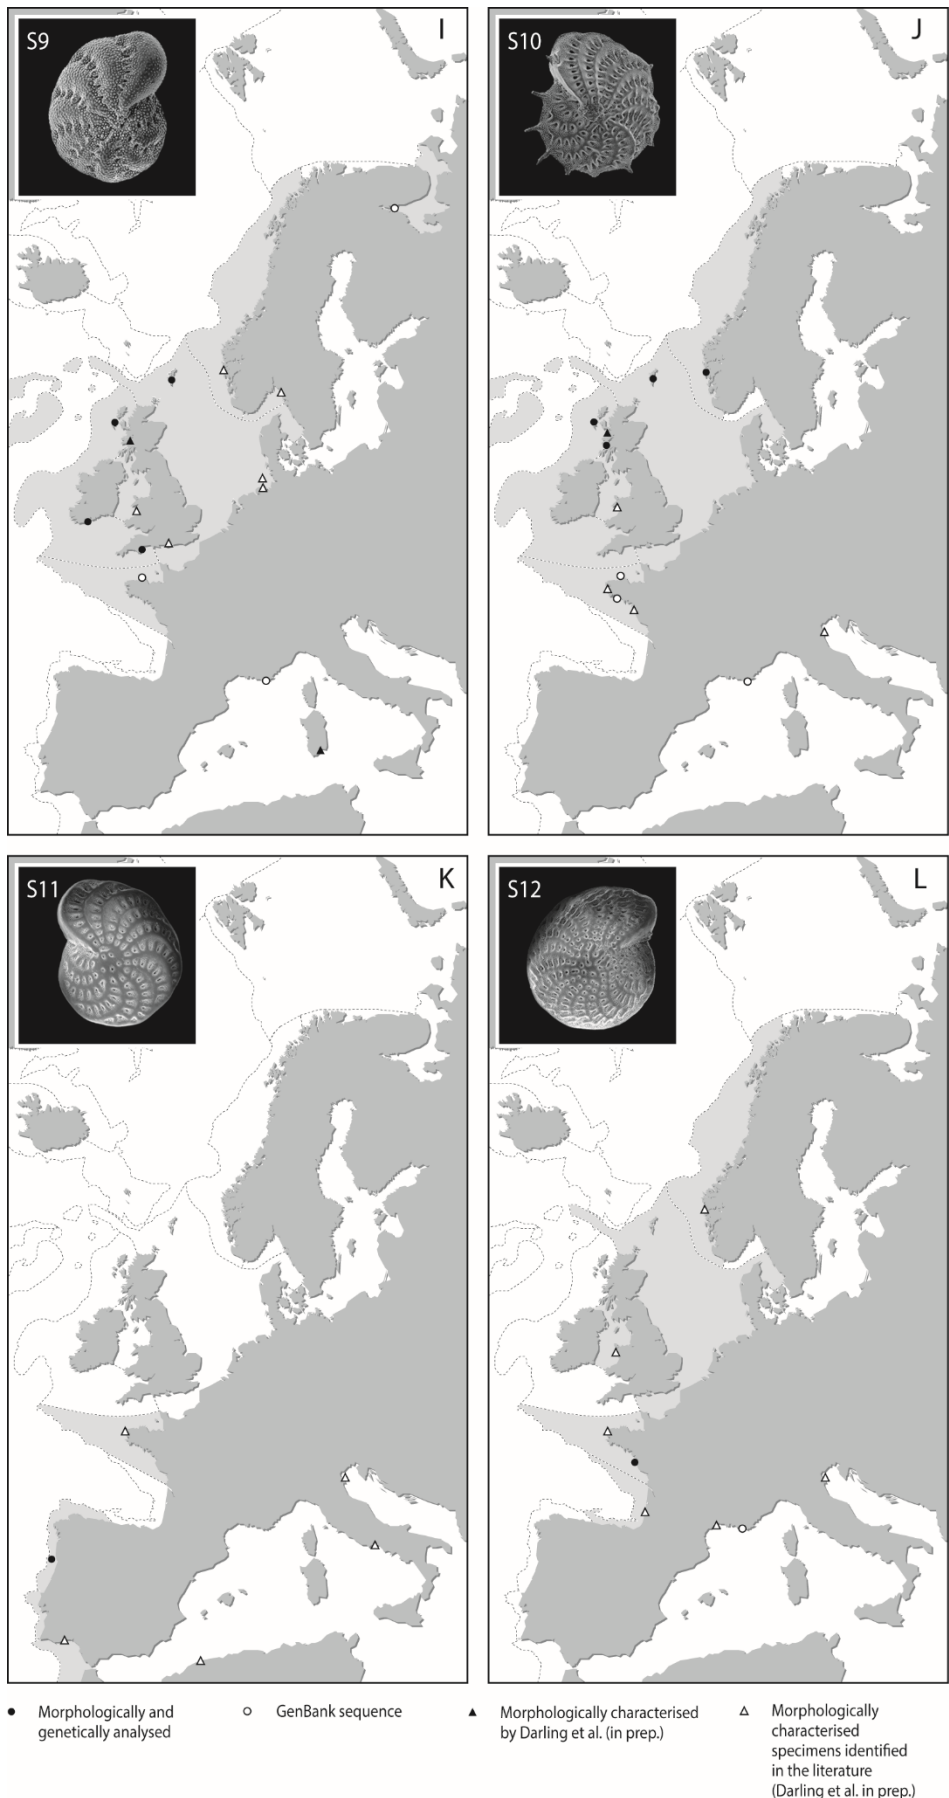 S9
I
S10
J
S11
K
S12
L
Morphologically and
genetically analysed
GenBank sequence
Morphologically characterised
by Darling et al. (in prep.)
Morphologically
characterised
specimens identified
in the literature
(Darling et al. in prep.)